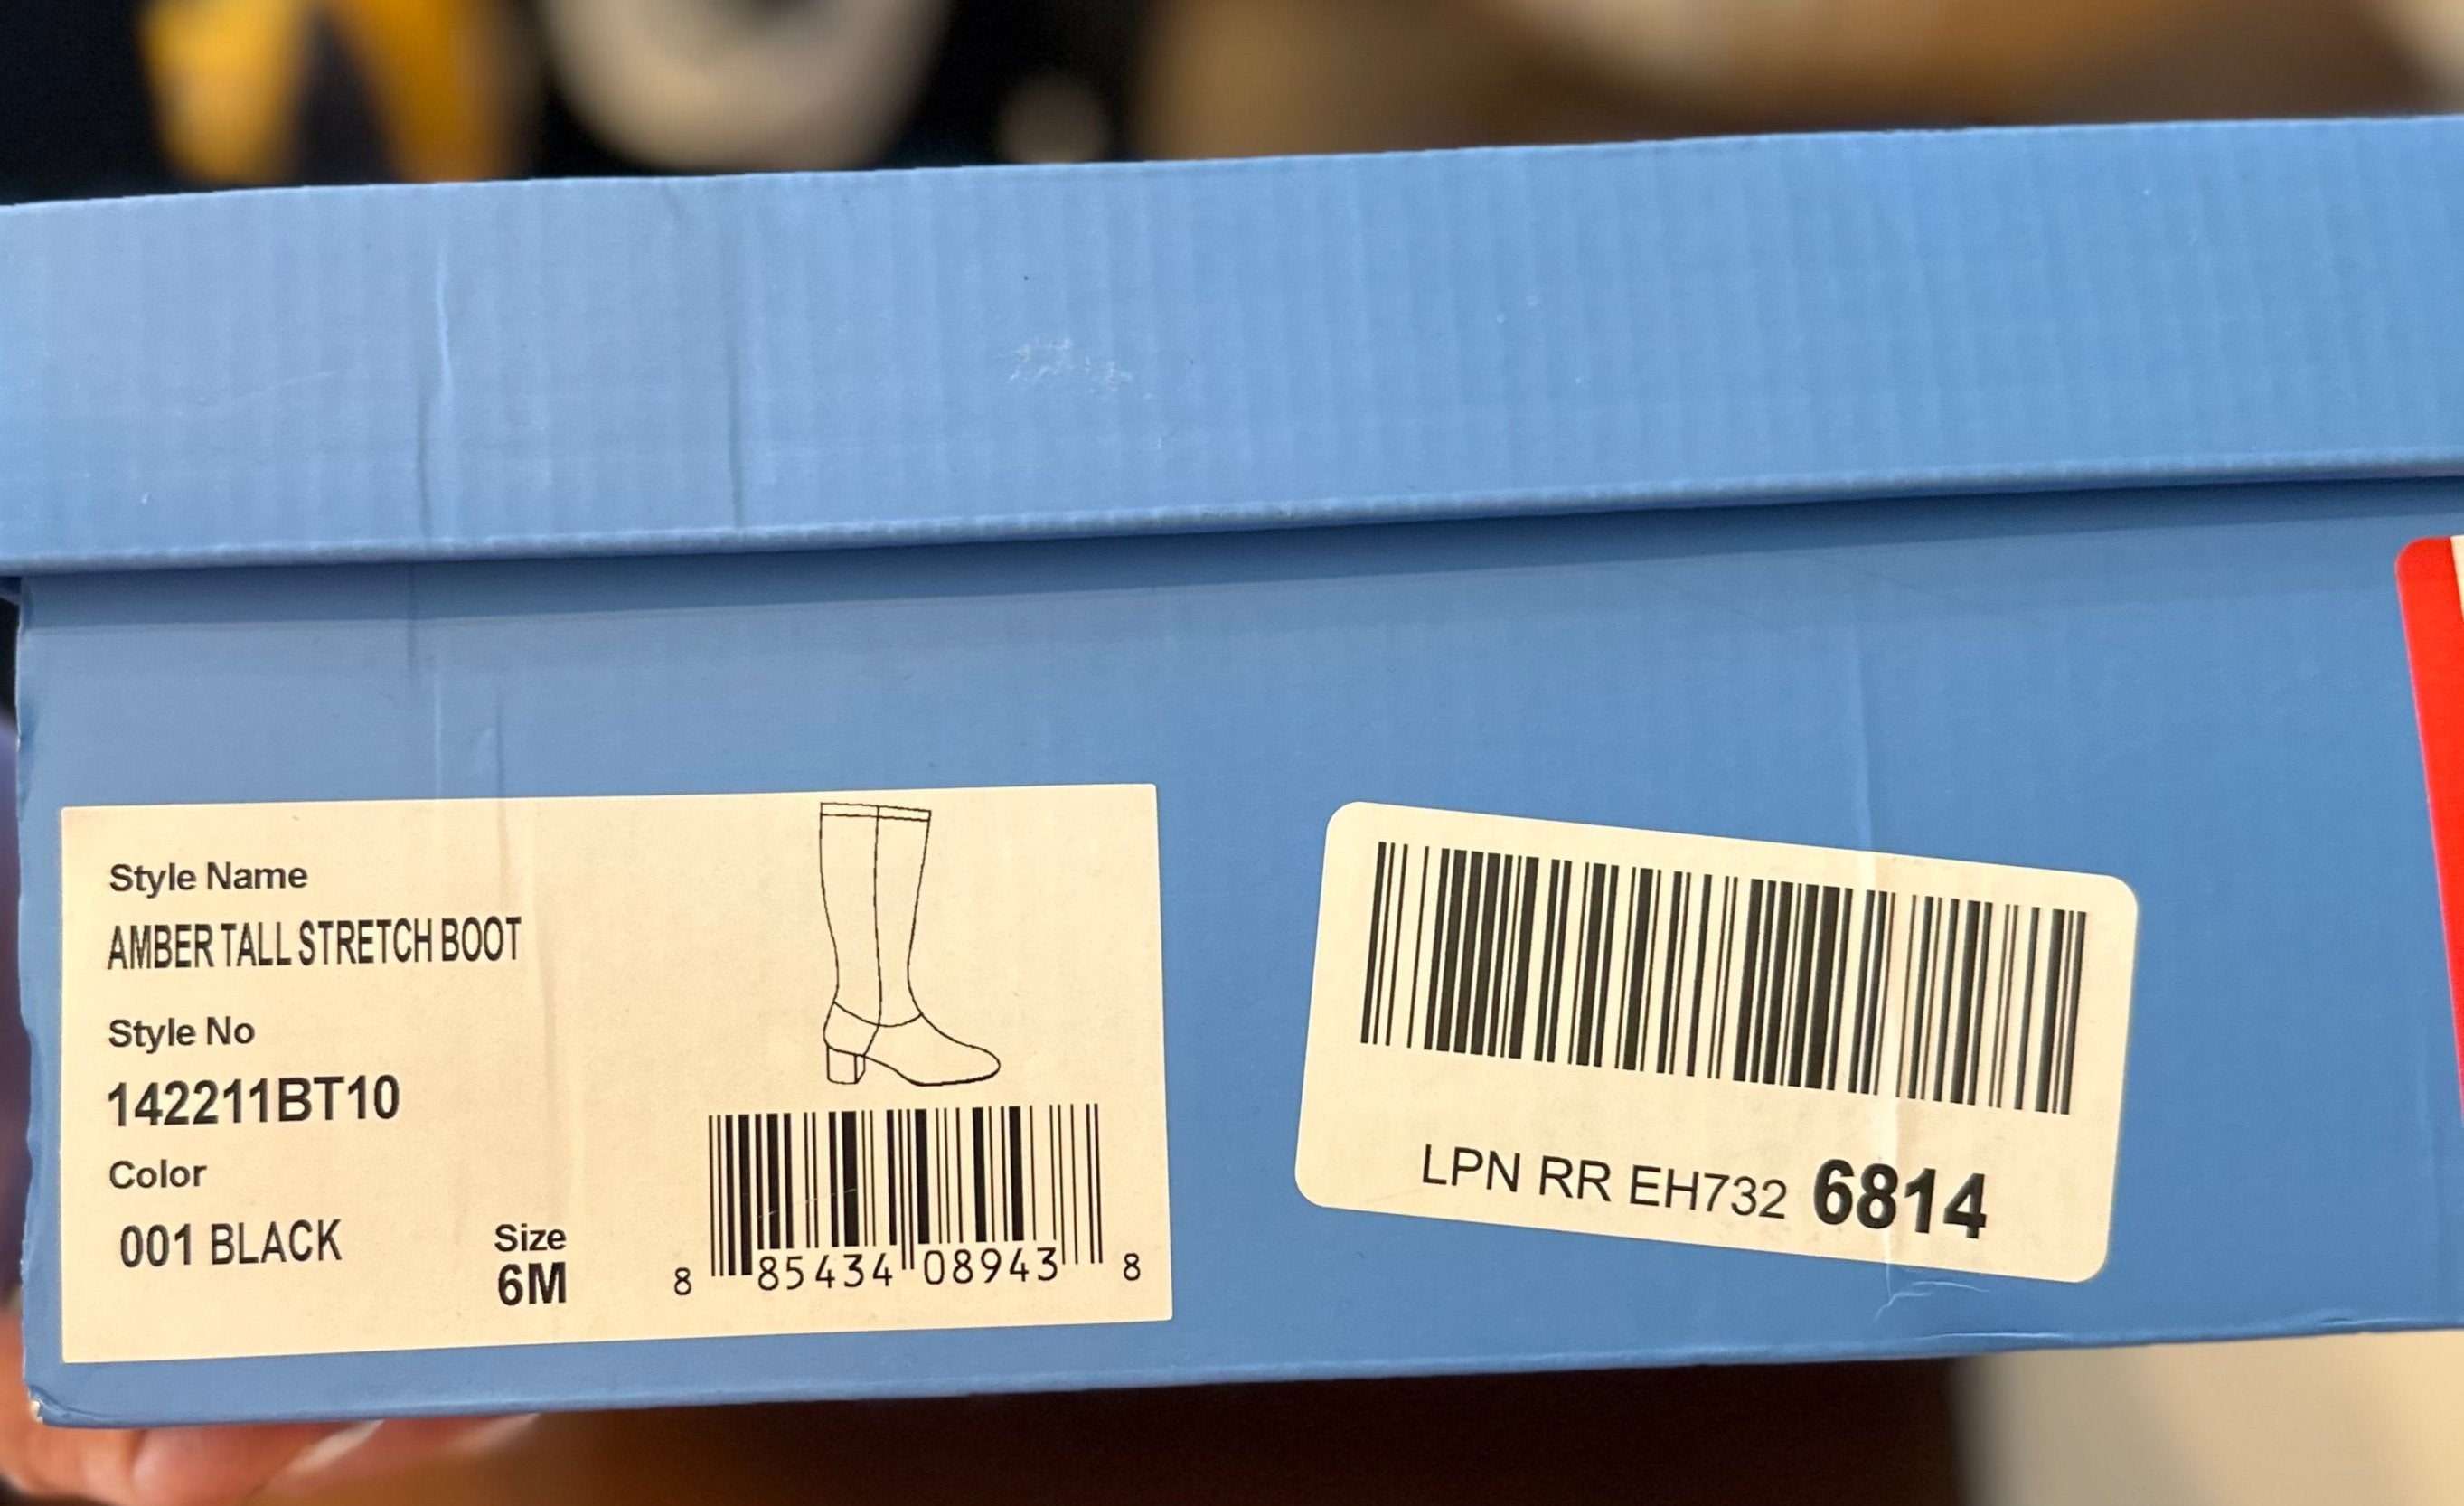 Style Name
AMBER TALL STRETCH BOOT
Style No
142211BT10
Color
001 BLACK
Size
6M
8 85434 08943 8
LPN RR EH732 6814